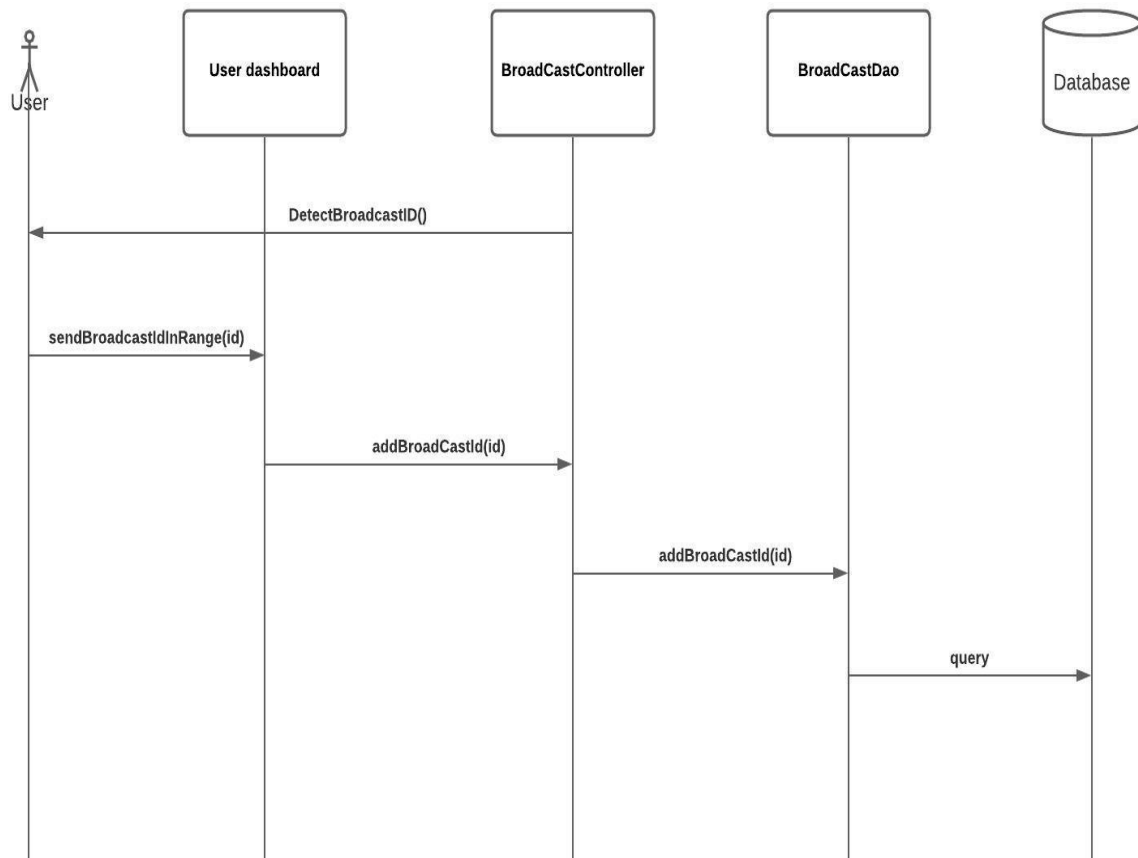 User
User dashboard
BroadCastController
BroadCastDao
Database
DetectBroadcastID()
sendBroadcastIdInRange(id)
addBroadCastId(id)
addBroadCastId(id)
query